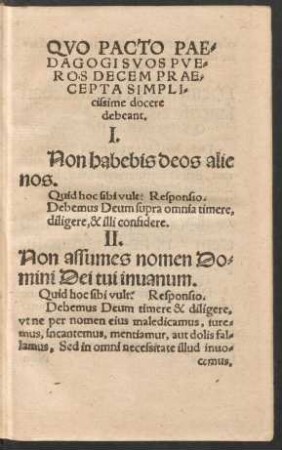 QVO PACTO PAE⸗
DAGOGI SVOS PVE⸗
ROS DECEM PRAE⸗
CEPTA SIMPLI⸗
cissime docere
debeant.
I.
Non habebis deos alie
nos.
Quid hoc sibi vult? Responsio.
Debemus Deum supra omnia timere,
diligere, & illi confidere.
II.
Non assumes nomen Do⸗
mini Dei tui inuanum.
Quid hoc sibi vult? Responsio.
Debemus Deum timere & diligere,
vt ne per nomen eius maledicamus, iure⸗
mus, incantemus, mentiamur, aut dolis fal⸗
lamus, Sed in omni necessitate illud inuo⸗
cemus,